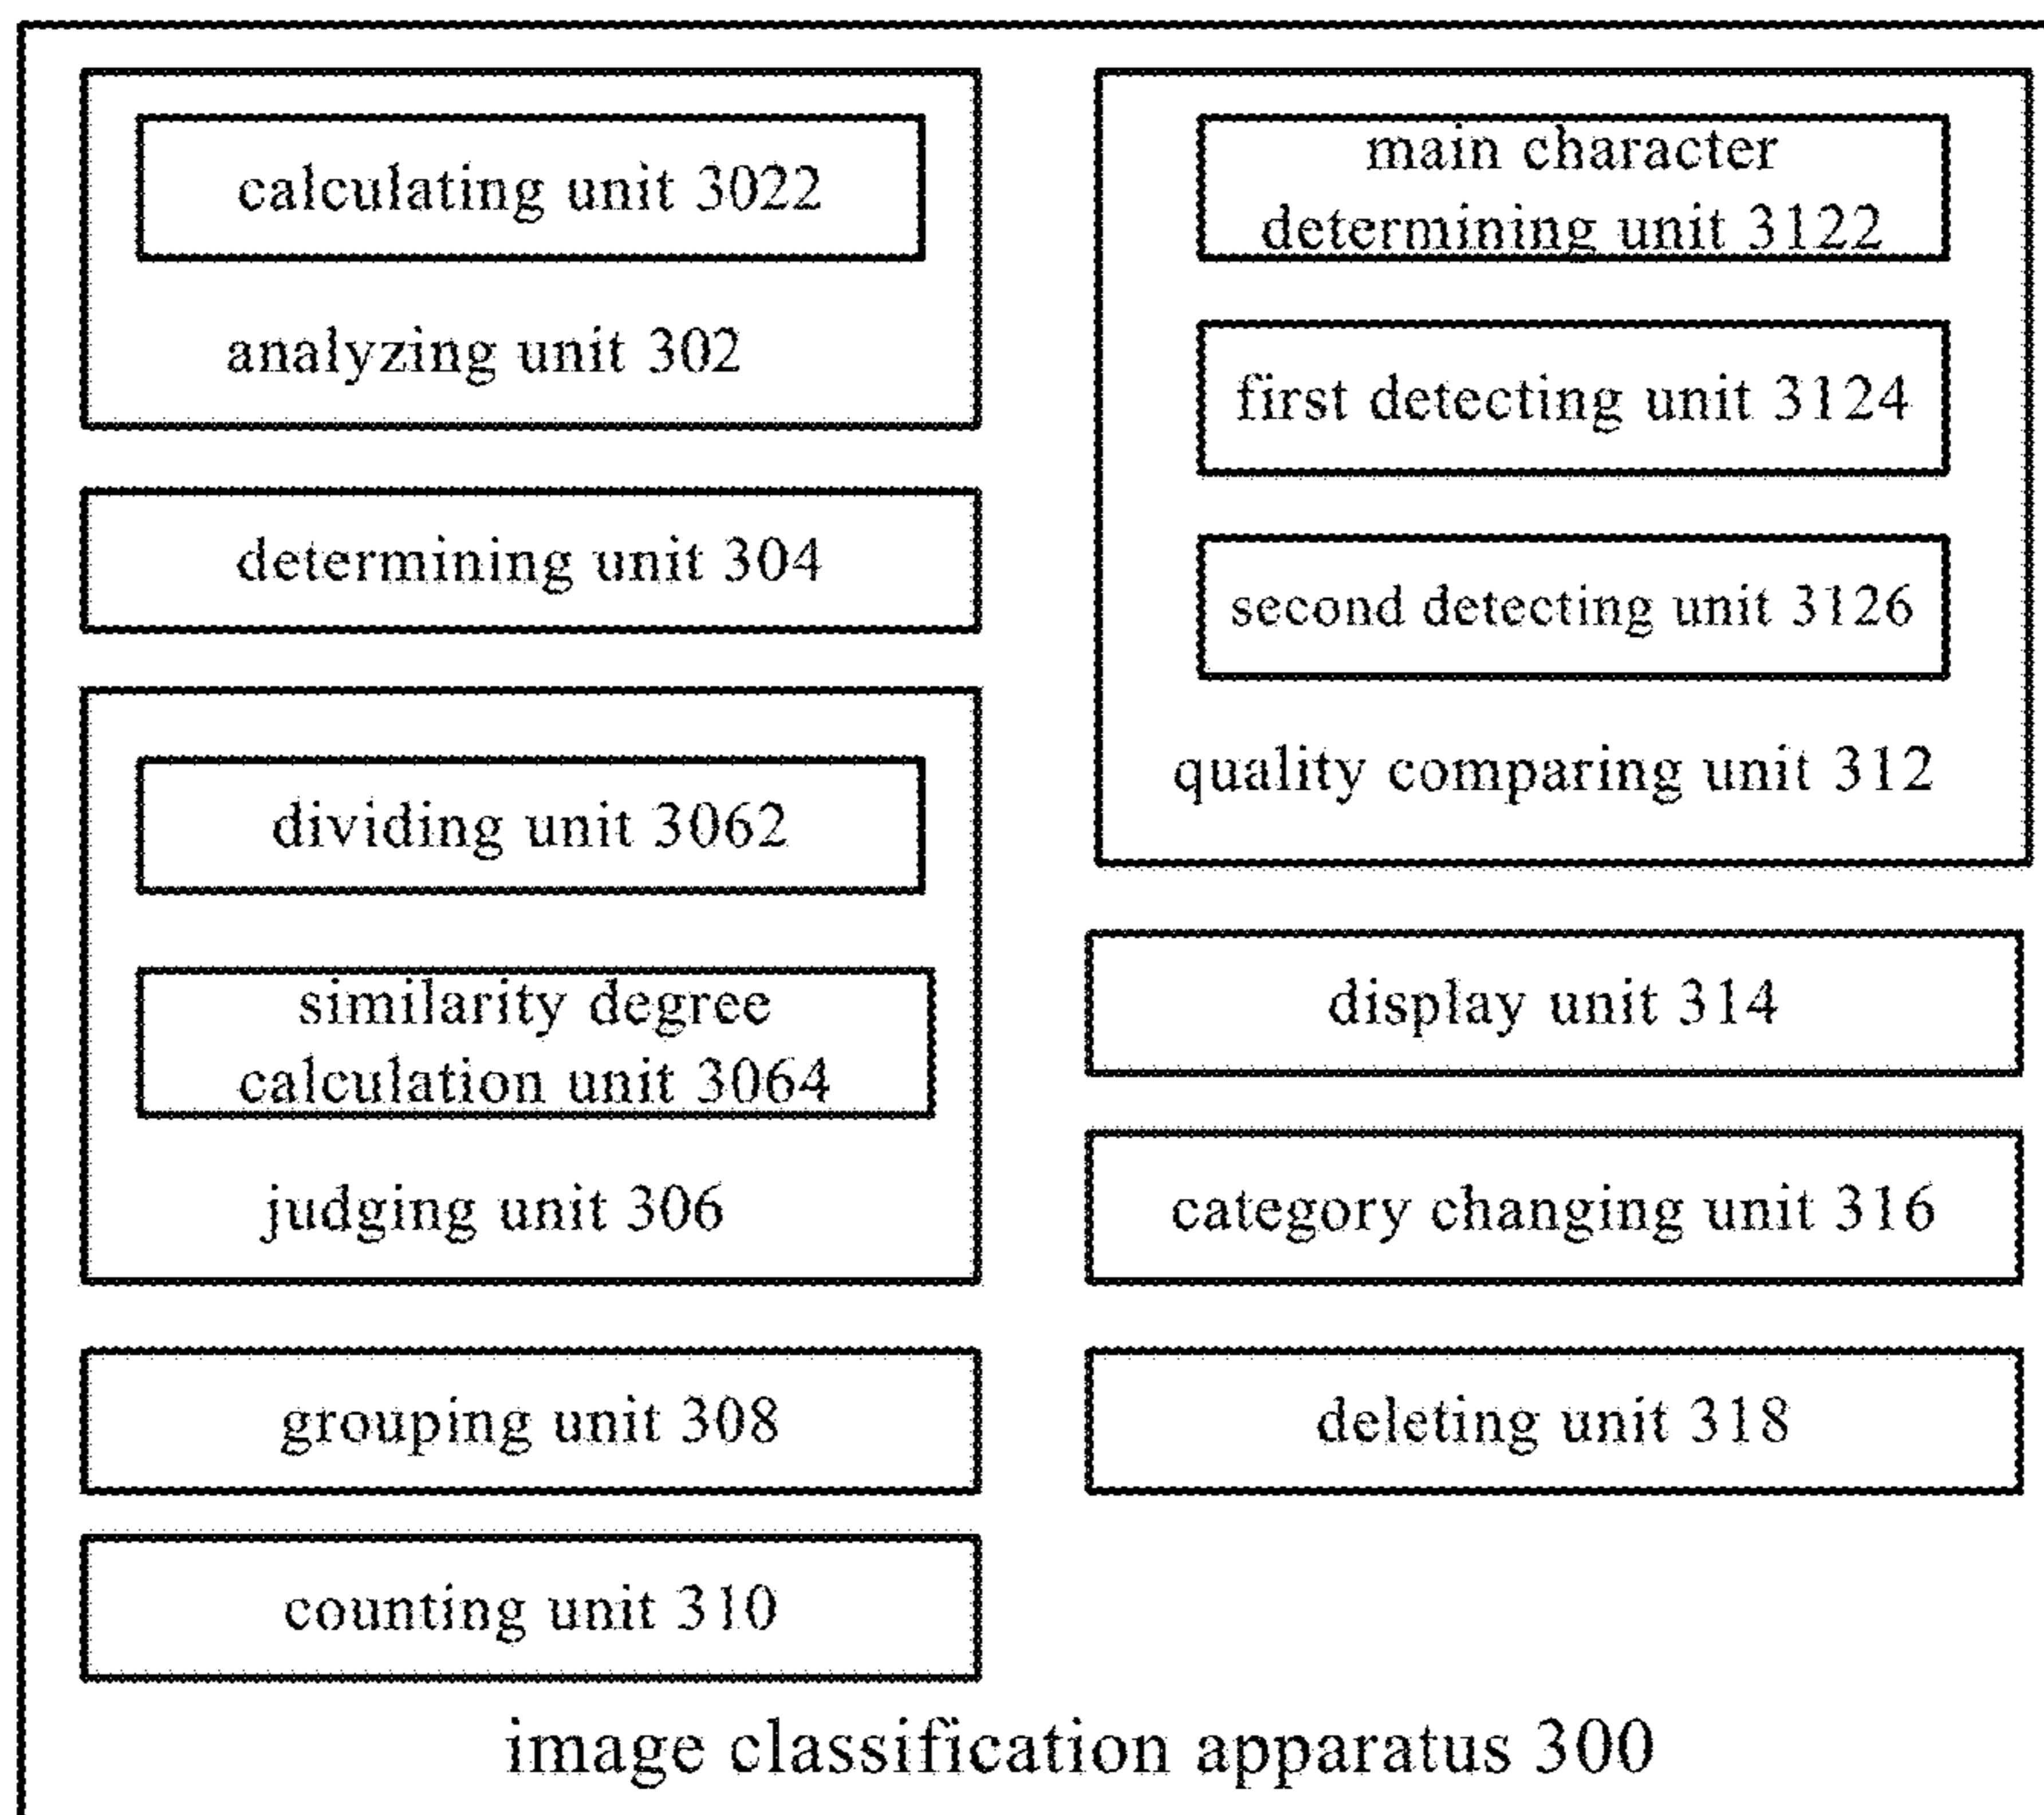 calculating unit 3022
analyzing unit 302
determining unit 304
dividing unit 3062
similarity degree
calculation unit 3064
judging unit 306
grouping unit 308
counting unit 310
main character
determining unit 3122
first detecting unit 3124
second detecting unit 3126
quality comparing unit 312
display unit 314
category changing unit 316
deleting unit 318
image classification apparatus 300